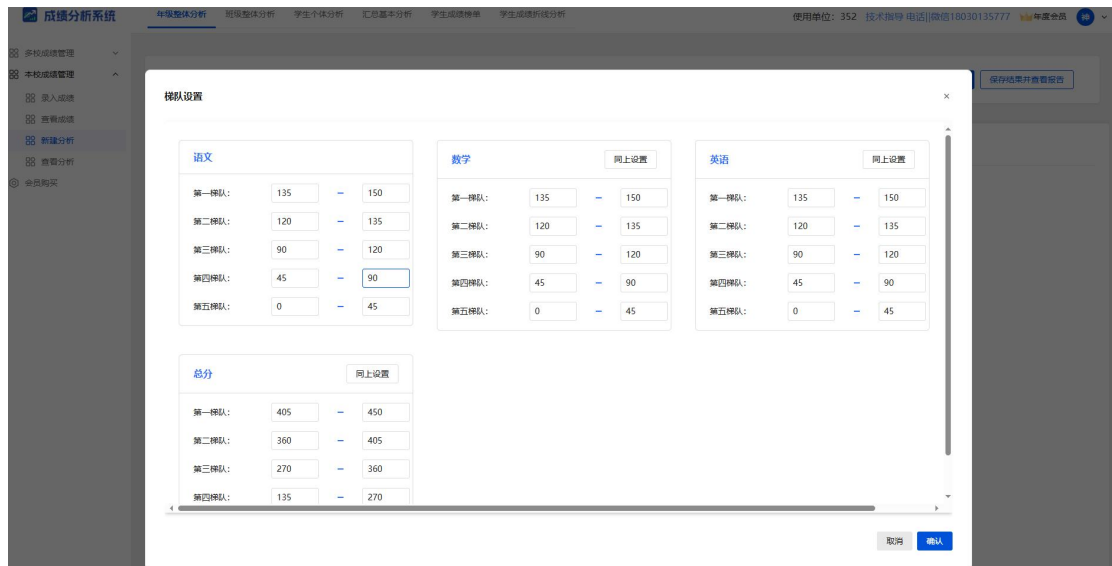 成绩分析系统
年级整体分析 班级整体分析 学生个体分析 汇总基本分析 学生成绩榜单 学生成绩折线分析
使用单位：352 技术指导 电话||微信18030135777 年度会员
多校成绩管理
本校成绩管理
录入成绩
查看成绩
新建分析
查看分析
会员购买
保存结果并查看报告
梯队设置 ×
语文
第一梯队： 135 - 150
第二梯队： 120 - 135
第三梯队： 90 - 120
第四梯队： 45 - 90
第五梯队： 0 - 45
数学 同上设置
第一梯队： 135 - 150
第二梯队： 120 - 135
第三梯队： 90 - 120
第四梯队： 45 - 90
第五梯队： 0 - 45
英语 同上设置
第一梯队： 135 - 150
第二梯队： 120 - 135
第三梯队： 90 - 120
第四梯队： 45 - 90
第五梯队： 0 - 45
总分 同上设置
第一梯队： 405 - 450
第二梯队： 360 - 405
第三梯队： 270 - 360
第四梯队： 135 - 270
取消 确认